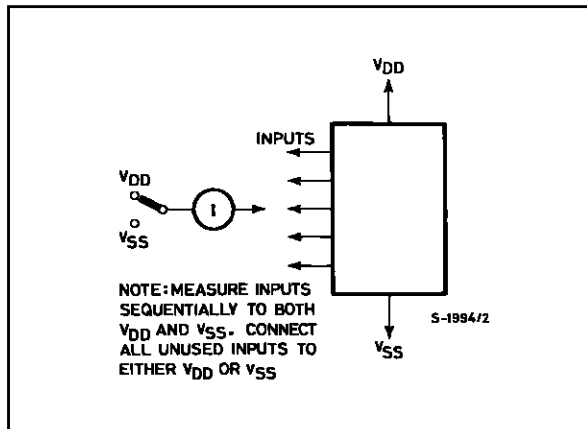 VDD
INPUTS
VDD
I
VSS
NOTE: MEASURE INPUTS
SEQUENTIALLY TO BOTH
VDD AND VSS. CONNECT
ALL UNUSED INPUTS TO
EITHER VDD OR VSS
S-1994/2
VSS